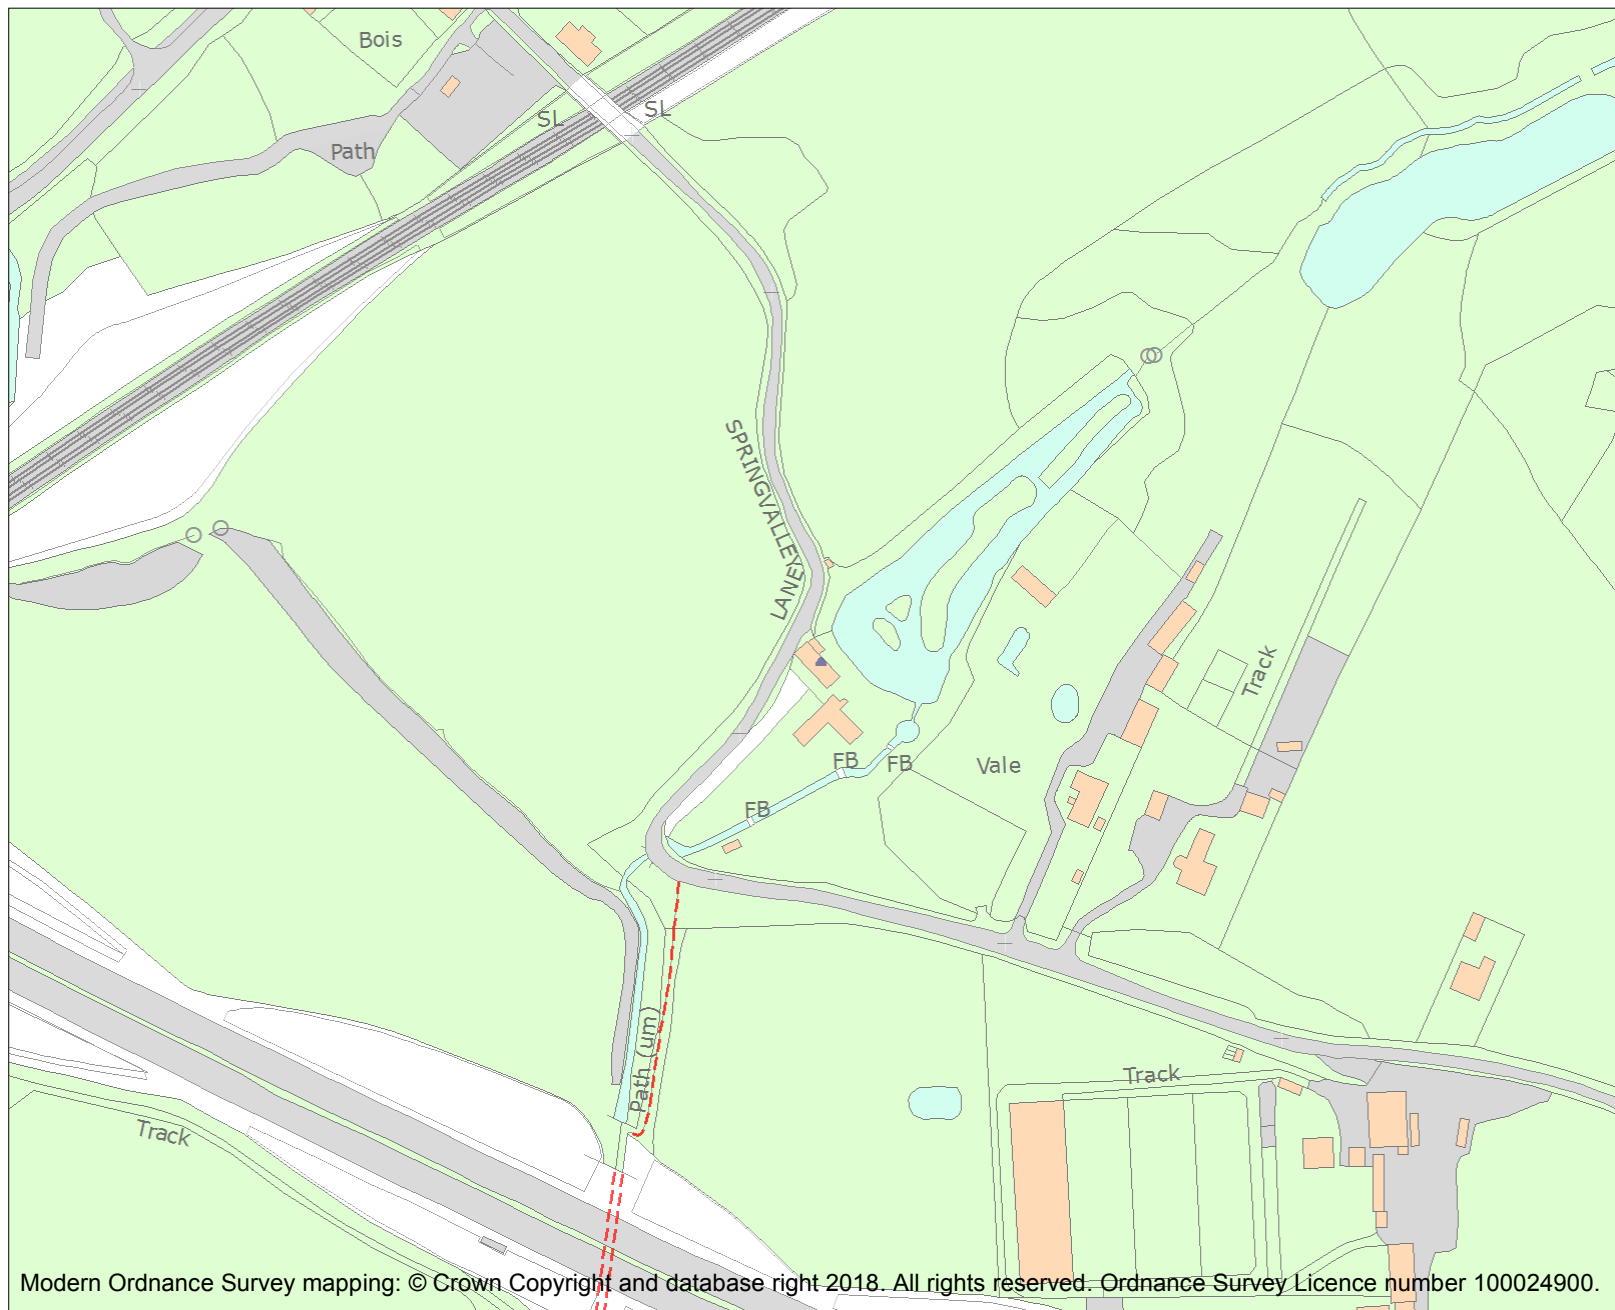 Bois
SL
SL
Path
SPRINGVALLEY
LANE
FB
FB
FB
Vale
Track
Path (um)
Track
Track
Modern Ordnance Survey mapping: © Crown Copyright and database right 2018. All rights reserved. Ordnance Survey Licence number 100024900.